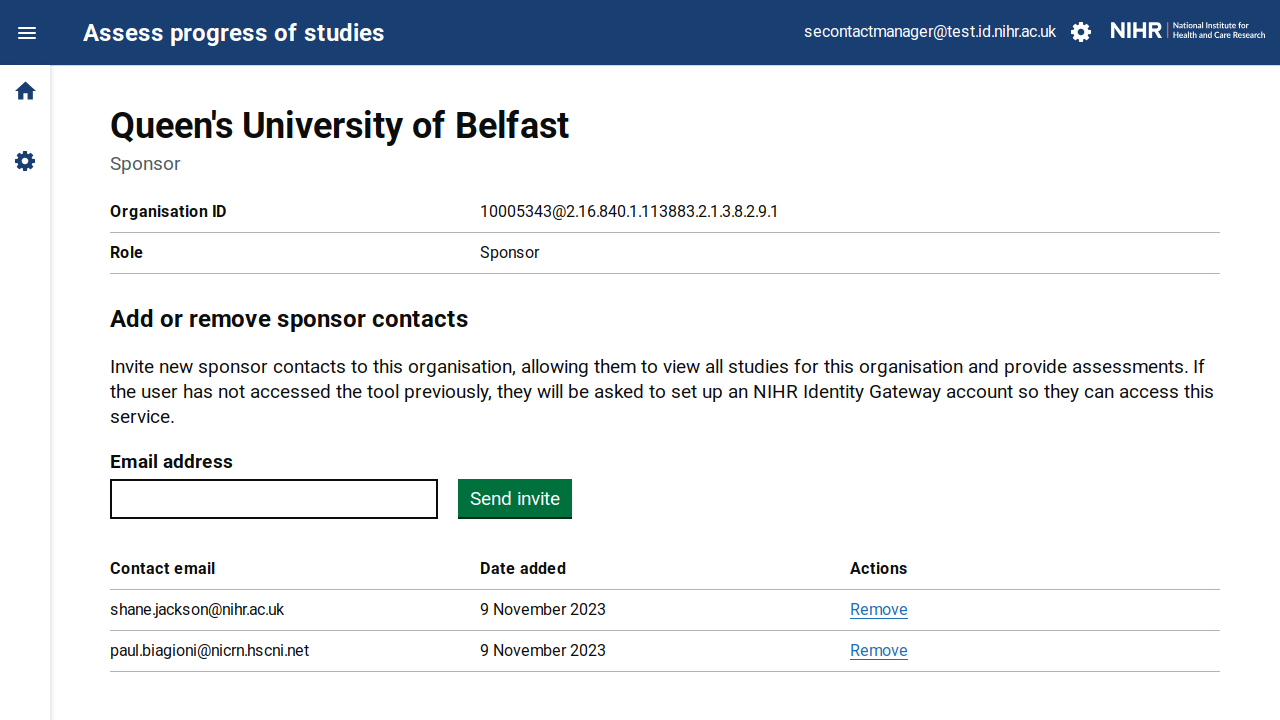 Assess progress of studies
secontactmanager@test.id.nihr.ac.uk
NIHR | National Institute for
Health and Care Research
Queen's University of Belfast
Sponsor
Organisation ID 10005343@2.16.840.1.113883.2.1.3.8.2.9.1
Role Sponsor
Add or remove sponsor contacts
Invite new sponsor contacts to this organisation, allowing them to view all studies for this organisation and provide assessments. If
the user has not accessed the tool previously, they will be asked to set up an NIHR Identity Gateway account so they can access this
service.
Email address
Send invite
Contact email Date added Actions
shane.jackson@nihr.ac.uk 9 November 2023 Remove
paul.biagioni@nicrn.hscni.net 9 November 2023 Remove